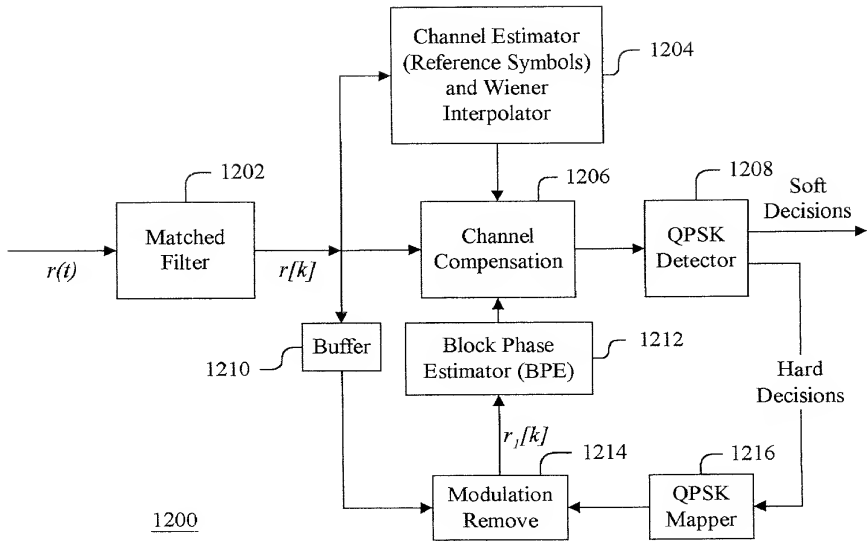 Channel Estimator
(Reference Symbols)
and Wiener
Interpolator
1204
1202
1206
1208
Matched
Filter
Channel
Compensation
QPSK
Detector
Soft
Decisions
r(t)
r[k]
Buffer
1210
Block Phase
Estimator (BPE)
1212
Hard
Decisions
r₁[k]
1214
1216
Modulation
Remove
QPSK
Mapper
1200